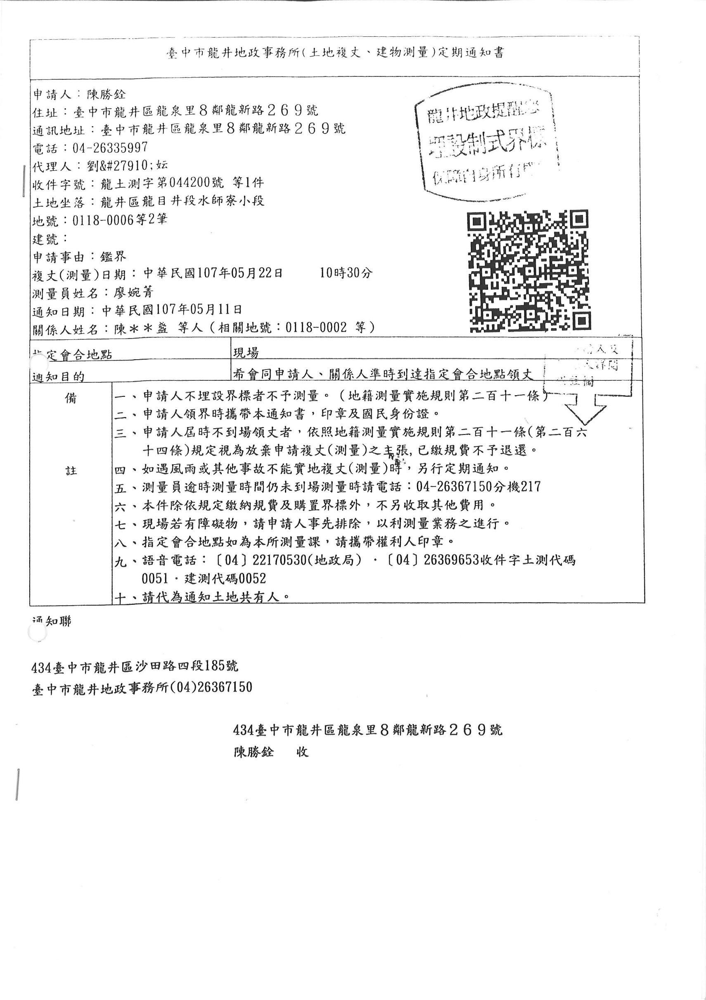 臺中市龍井地政事務所(土地複丈、建物測量)定期通知書
申請人：陳勝銓
住址：臺中市龍井區龍泉里８鄰龍新路２６９號
通訊地址：臺中市龍井區龍泉里８鄰龍新路２６９號
電話：04-26335997
代理人：劉&#27910;妘
收件字號：龍土測字第044200號 等1件
土地坐落：龍井區龍目井段水師寮小段
地號：0118-0006等2筆
建號：
申請事由：鑑界
複丈(測量)日期：中華民國107年05月22日 10時30分
測量員姓名：廖婉菁
通知日期：中華民國107年05月11日
關係人姓名：陳＊＊盞 等人（相關地號：0118-0002 等）
龍井地政提醒您
埋設制式界標
保障自身所有
定會合地點 現場
通知目的 希會同申請人、關係人準時到達指定會合地點領丈
備註
一、申請人不埋設界標者不予測量。（地籍測量實施規則第二百十一條）
二、申請人領界時攜帶本通知書，印章及國民身份證。
三、申請人屆時不到場領丈者，依照地籍測量實施規則第二百十一條(第二百六
十四條)規定視為放棄申請複丈(測量)之主張,已繳規費不予退還。
四、如遇風雨或其他事故不能實地複丈(測量)時，另行定期通知。
五、測量員逾時測量時間仍未到場測量時請電話：04-26367150分機217
六、本件除依規定繳納規費及購置界標外，不另收取其他費用。
七、現場若有障礙物，請申請人事先排除，以利測量業務之進行。
八、指定會合地點如為本所測量課，請攜帶權利人印章。
九、語音電話：〔04〕22170530(地政局）．〔04〕26369653收件字土測代碼
0051．建測代碼0052
十、請代為通知土地共有人。
通知聯
434臺中市龍井區沙田路四段185號
臺中市龍井地政事務所(04)26367150
434臺中市龍井區龍泉里８鄰龍新路２６９號
陳勝銓 收